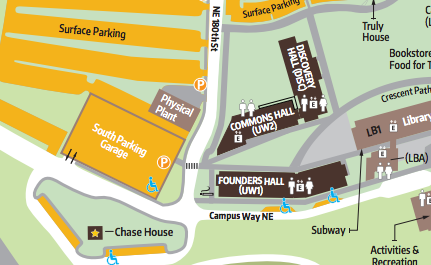 Surface Parking
NE 180th St
Surface Parking
Truly
House
C
(L
Bookstore
Food for T
DISCOVERY
HALL (DISC)
P
Physical
Plant
Crescent Path
COMMONS HALL
(UW2)
E
E
South Parking
Garage
P
LB1
E
Library
E
(LBA)
FOUNDERS HALL
(UW1)
E
Campus Way NE
Subway
Chase House
Activities &
Recreation